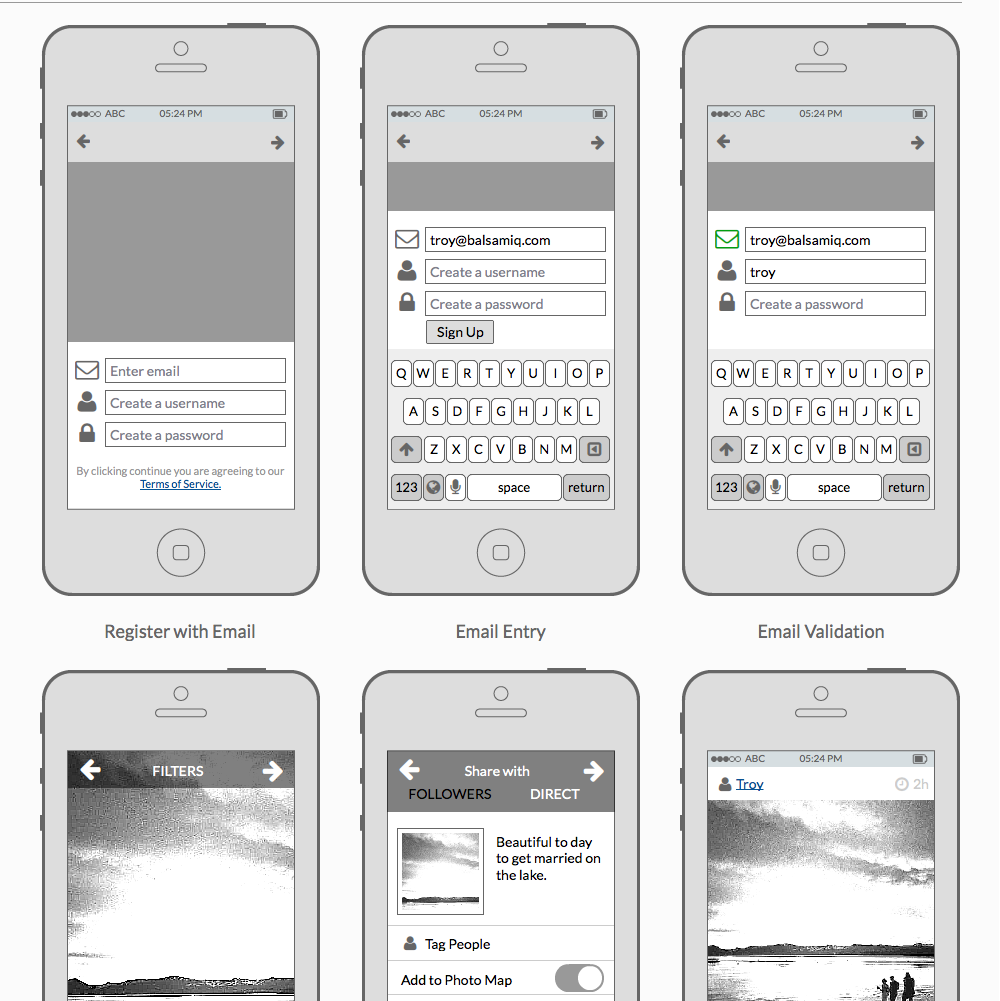 ABC 05:24 PM
Enter email
Create a username
Create a password
By clicking continue you are agreeing to our
Terms of Service.
Register with Email
ABC 05:24 PM
troy@balsamiq.com
Create a username
Create a password
Sign Up
Q W E R T Y U I O P
A S D F G H J K L
Z X C V B N M
123 space return
Email Entry
ABC 05:24 PM
troy@balsamiq.com
troy
Create a password
Q W E R T Y U I O P
A S D F G H J K L
Z X C V B N M
123 space return
Email Validation
FILTERS
Share with
FOLLOWERS DIRECT
Beautiful to day
to get married on
the lake.
Tag People
Add to Photo Map
ABC 05:24 PM
Troy 2h